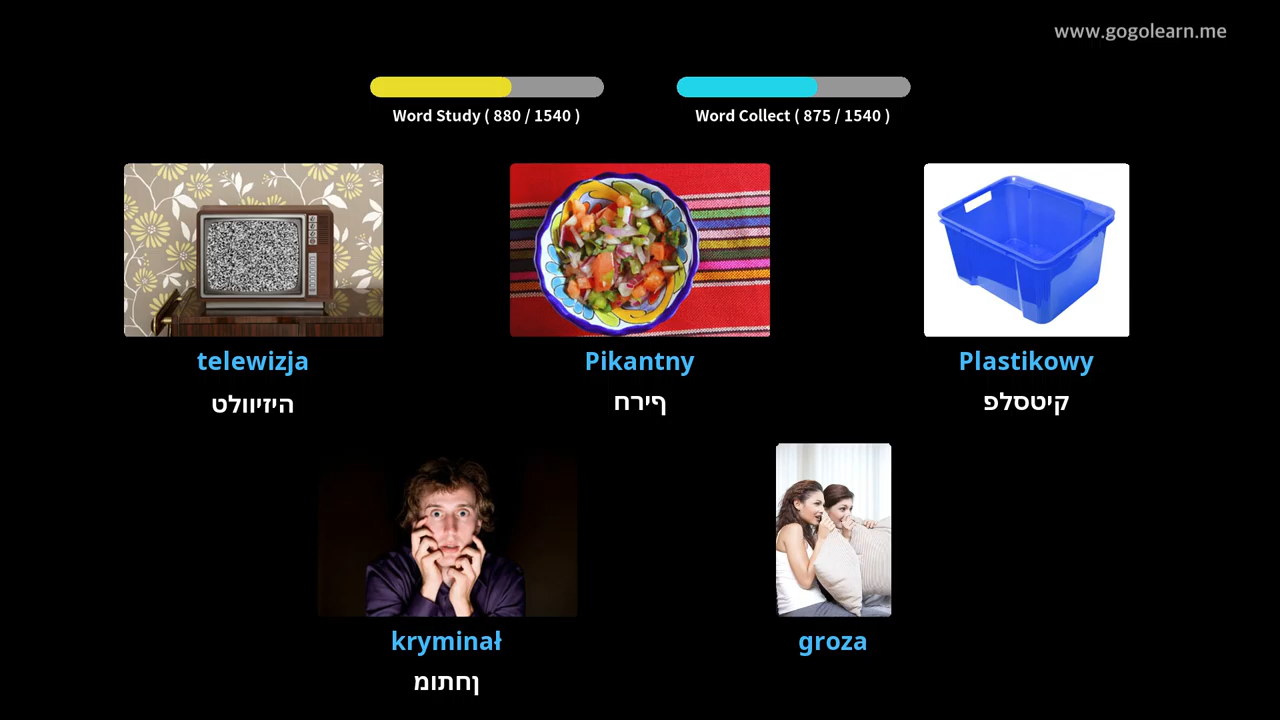 www.gogolearn.me
Word Study ( 880 / 1540 )
Word Collect ( 875 / 1540 )
telewizja
היזיוולט
Pikantny
ףירח
Plastikowy
קיטסלפ
kryminał
ןחתומ
groza